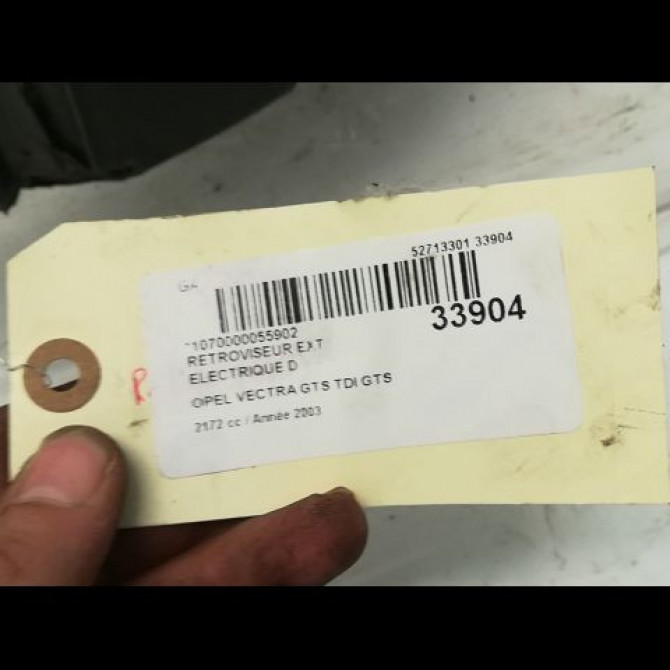 52713301 33904
33904
1070000055902
RETROVISEUR EXT
ELECTRIQUE D
OPEL VECTRA GTS TDI GTS
2172 cc / Année 2003